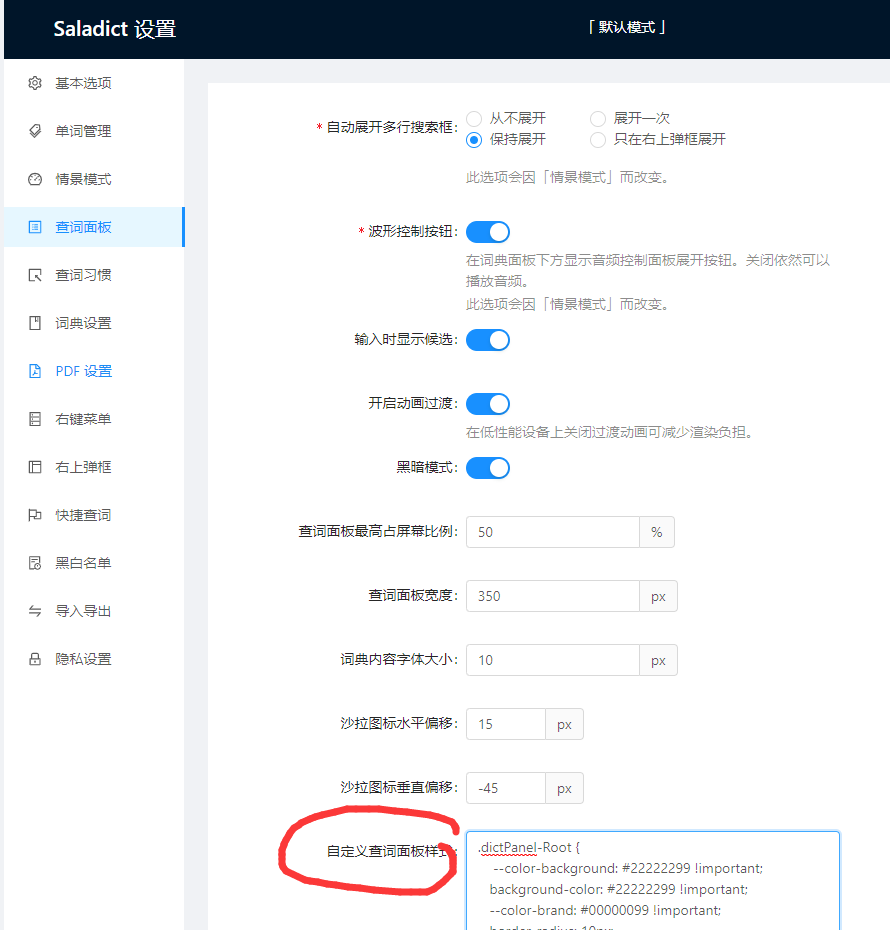 Saladict 设置
「 默认模式 」
基本选项
单词管理
情景模式
查词面板
查词习惯
词典设置
PDF 设置
右键菜单
右上弹框
快捷查词
黑白名单
导入导出
隐私设置
* 自动展开多行搜索框:
从不展开 展开一次
保持展开 只在右上弹框展开
此选项会因「情景模式」而改变。
* 波形控制按钮:
在词典面板下方显示音频控制面板展开按钮。关闭依然可以
播放音频。
此选项会因「情景模式」而改变。
输入时显示候选:
开启动画过渡:
在低性能设备上关闭过渡动画可减少渲染负担。
黑暗模式:
查词面板最高占屏幕比例: 50 %
查词面板宽度: 350 px
词典内容字体大小: 10 px
沙拉图标水平偏移: 15 px
沙拉图标垂直偏移: -45 px
自定义查词面板样式:
.dictPanel-Root {
--color-background: #22222299 !important;
background-color: #22222299 !important;
--color-brand: #00000099 !important;
border-radius: 10px